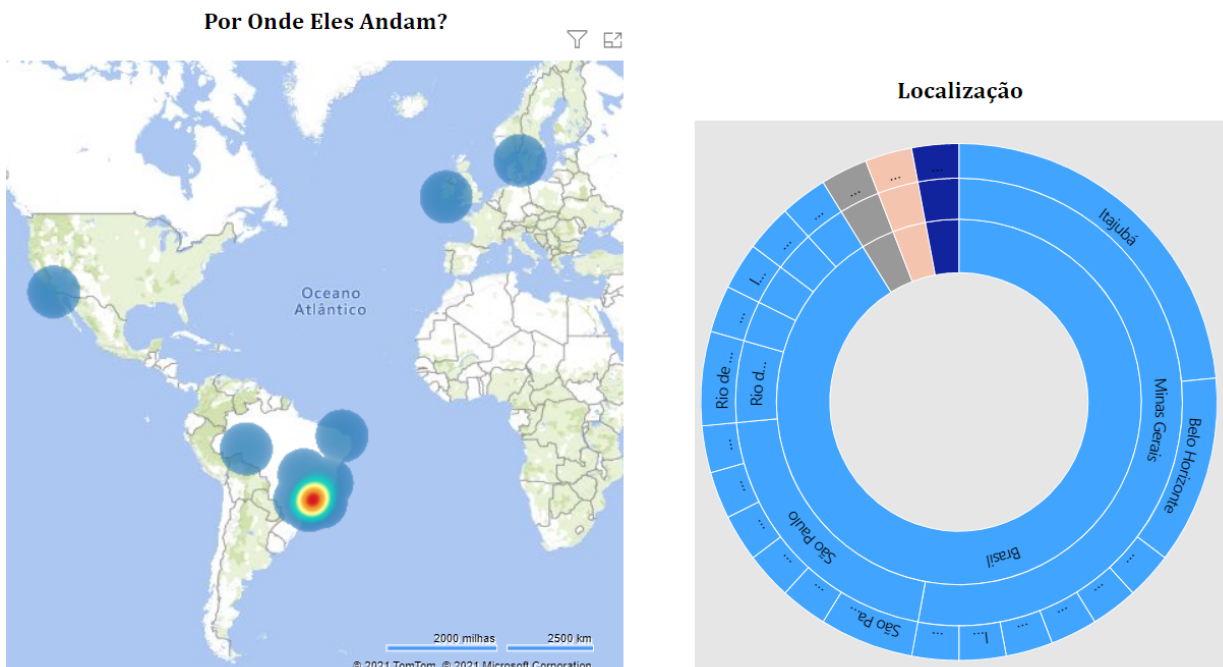 Por Onde Eles Andam?
Oceano
Atlântico
2000 milhas
2500 km
© 2021 TomTom, © 2021 Microsoft Corporation
Localização
Itajubá
Belo Horizonte
...
...
...
...
I...
...
São Pa...
...
...
...
...
...
Rio de ...
...
I...
...
...
...
...
...
Minas Gerais
São Paulo
Rio d...
Brasil